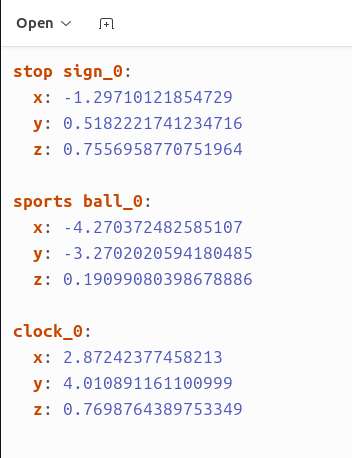 Open
stop sign_0:
x: -1.29710121854729
y: 0.5182221741234716
z: 0.7556958770751964
sports ball_0:
x: -4.270372482585107
y: -3.2702020594180485
z: 0.19099080398678886
clock_0:
x: 2.87242377458213
y: 4.010891161100999
z: 0.7698764389753349